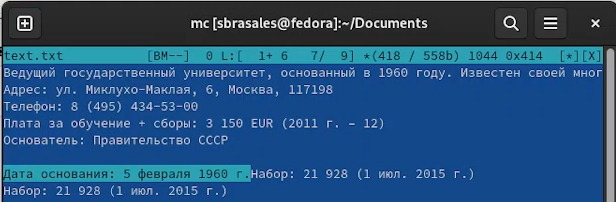 mc [sbrasales@fedora]:~/Documents
text.txt [BM--] 0 L:[ 1+ 6 7/ 9] *(418 / 558b) 1044 0x414 [*][X]
Ведущий государственный университет, основанный в 1960 году. Известен своей мног
Адрес: ул. Миклухо-Маклая, 6, Москва, 117198
Телефон: 8 (495) 434-53-00
Плата за обучение + сборы: 3 150 EUR (2011 г. – 12)
Основатель: Правительство СССР
Дата основания: 5 февраля 1960 г.Набор: 21 928 (1 июл. 2015 г.)
Набор: 21 928 (1 июл. 2015 г.)